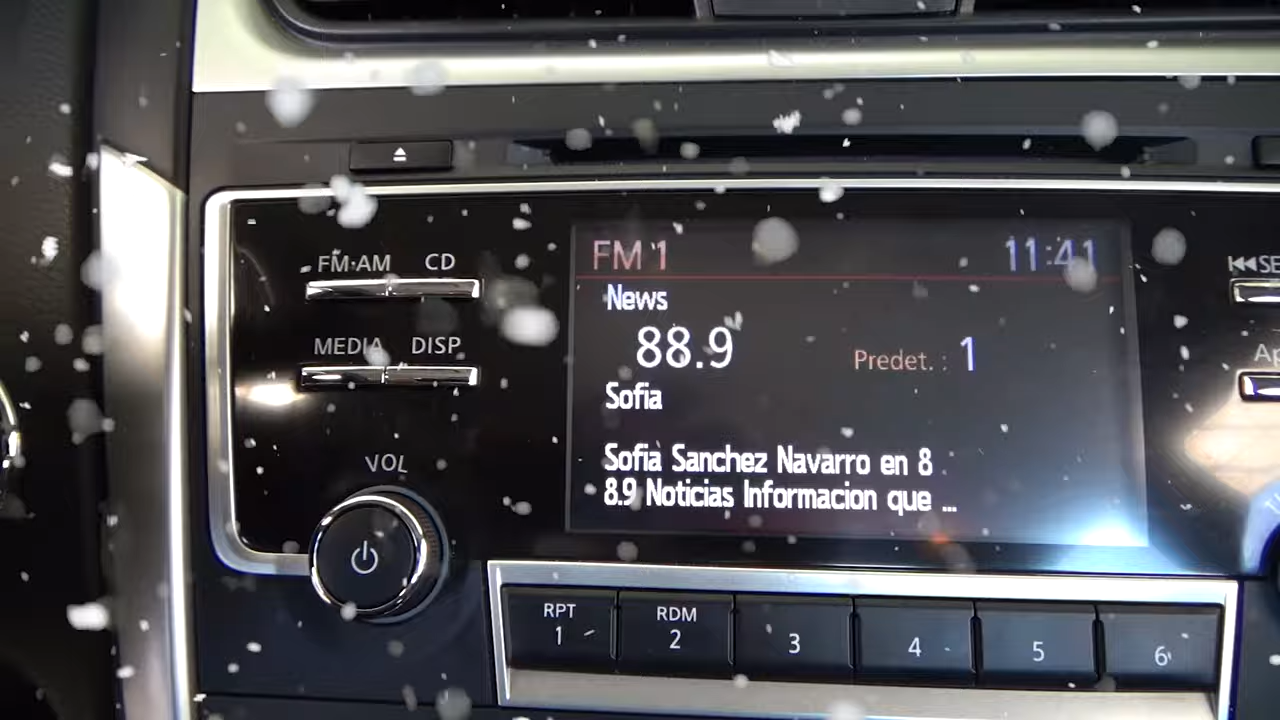 FM·AM CD
MEDIA DISP
VOL
FM 1 11:41
News
88.9 Predet. : 1
Sofia
Sofia Sanchez Navarro en 8
8.9 Noticias Informacion que ...
RPT RDM
1 2 3 4 5 6